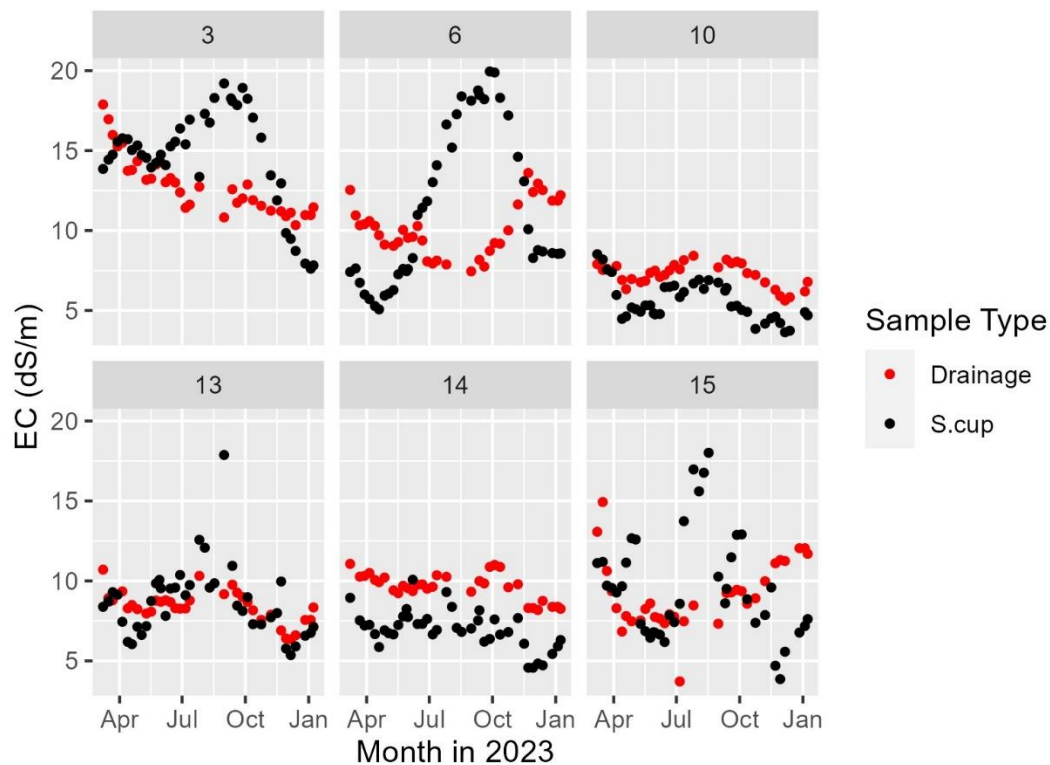 3 6 10
20
15
10
5
EC (dS/m)
13 14 15
20
15
10
5
Apr Jul Oct Jan Apr Jul Oct Jan Apr Jul Oct Jan
Month in 2023
Sample Type
Drainage
S.cup